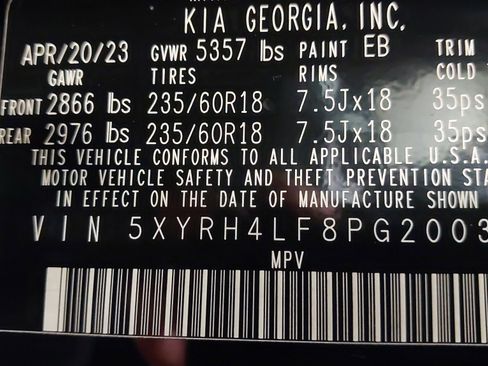 KIA GEORGIA, INC.
APR/20/23 GVWR 5357 lbs PAINT EB TRIM
GAWR TIRES RIMS COLD
FRONT 2866 lbs 235/60R18 7.5Jx18 35ps
REAR 2976 lbs 235/60R18 7.5Jx18 35ps
THIS VEHICLE CONFORMS TO ALL APPLICABLE U.S.A.
MOTOR VEHICLE SAFETY AND THEFT PREVENTION STA
IN EFFECT ON THE DATE OF MANUFACTURE SHOWN
VIN 5XYRH4LF8PG2003
MPV